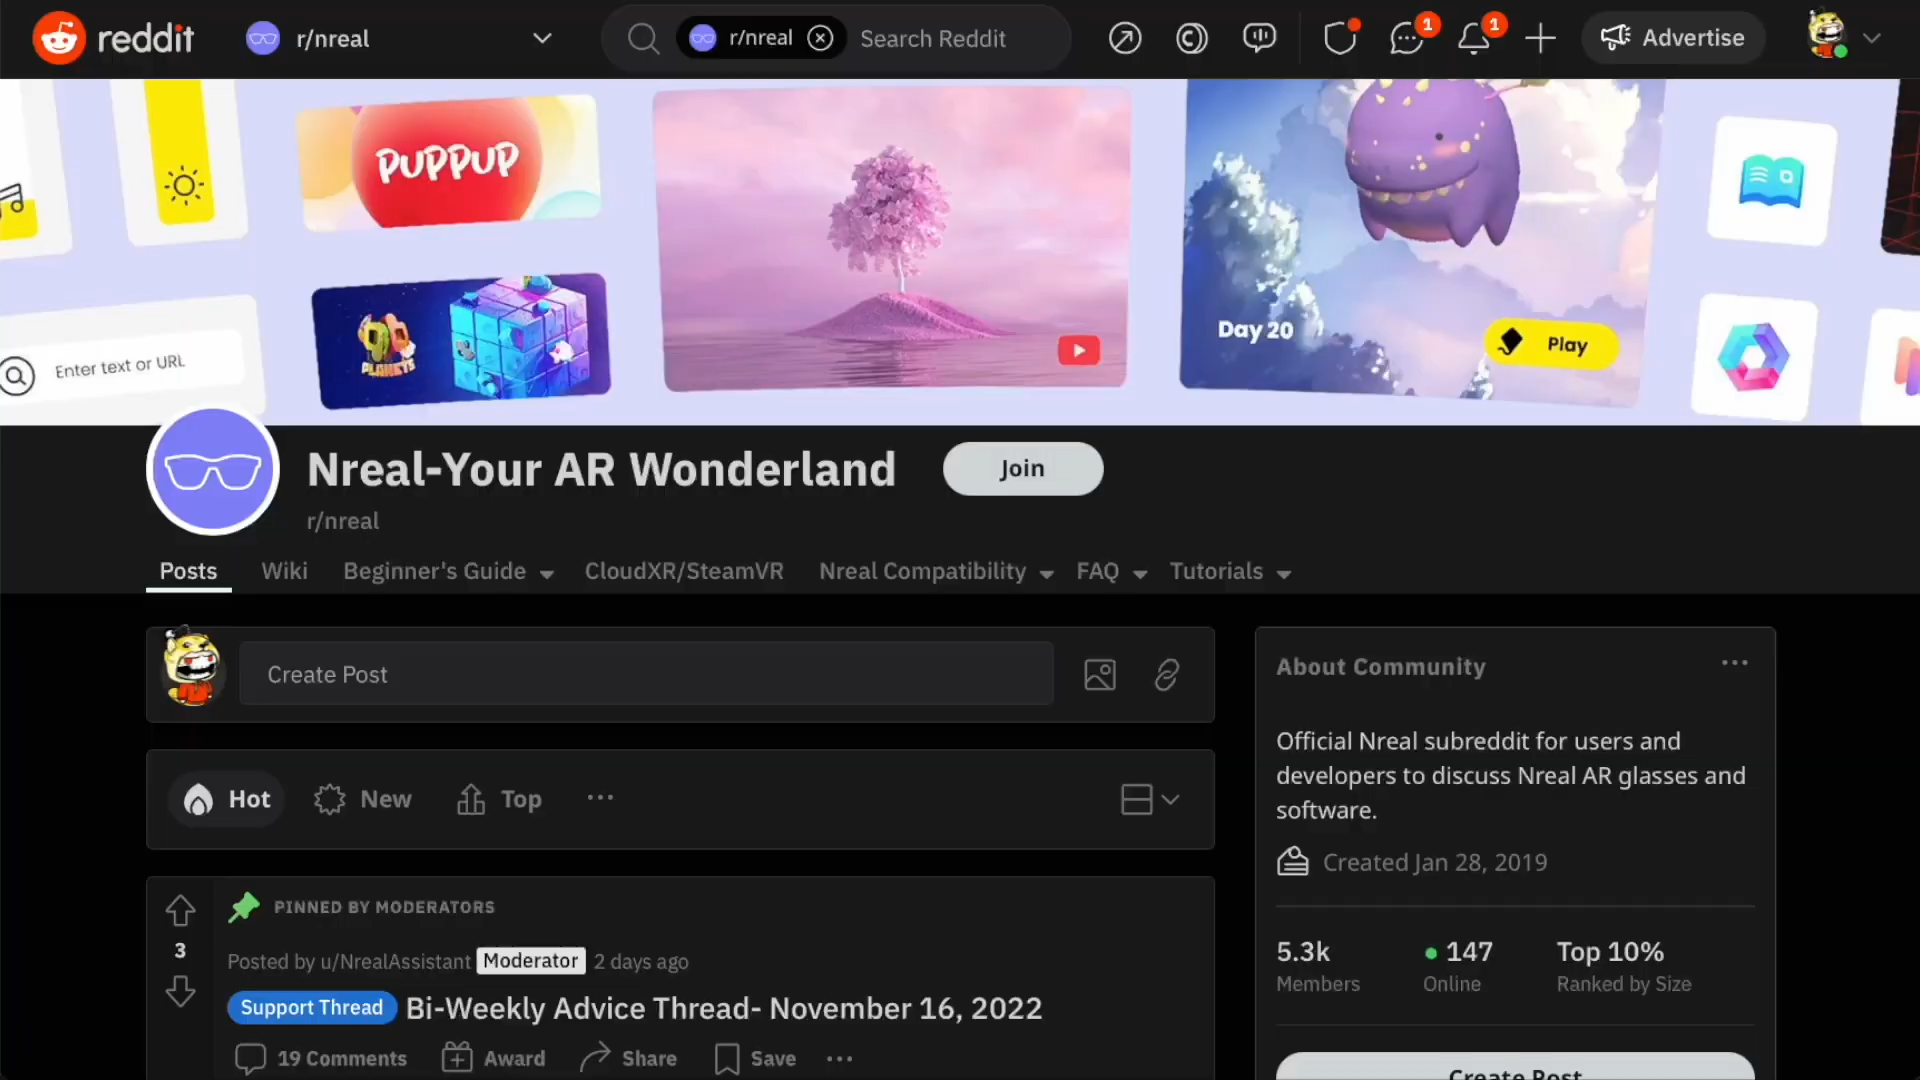 reddit
r/nreal
r/nreal
Search Reddit
1
1
Advertise
PUPPUP
PLANETS
Enter text or URL
Day 20
Play
Nreal-Your AR Wonderland
Join
r/nreal
Posts
Wiki
Beginner's Guide
CloudXR/SteamVR
Nreal Compatibility
FAQ
Tutorials
Create Post
Hot
New
Top
PINNED BY MODERATORS
3
Posted by u/NrealAssistant Moderator 2 days ago
Support Thread Bi-Weekly Advice Thread- November 16, 2022
19 Comments
Award
Share
Save
About Community
Official Nreal subreddit for users and
developers to discuss Nreal AR glasses and
software.
Created Jan 28, 2019
5.3k
147
Top 10%
Members
Online
Ranked by Size
Create Post